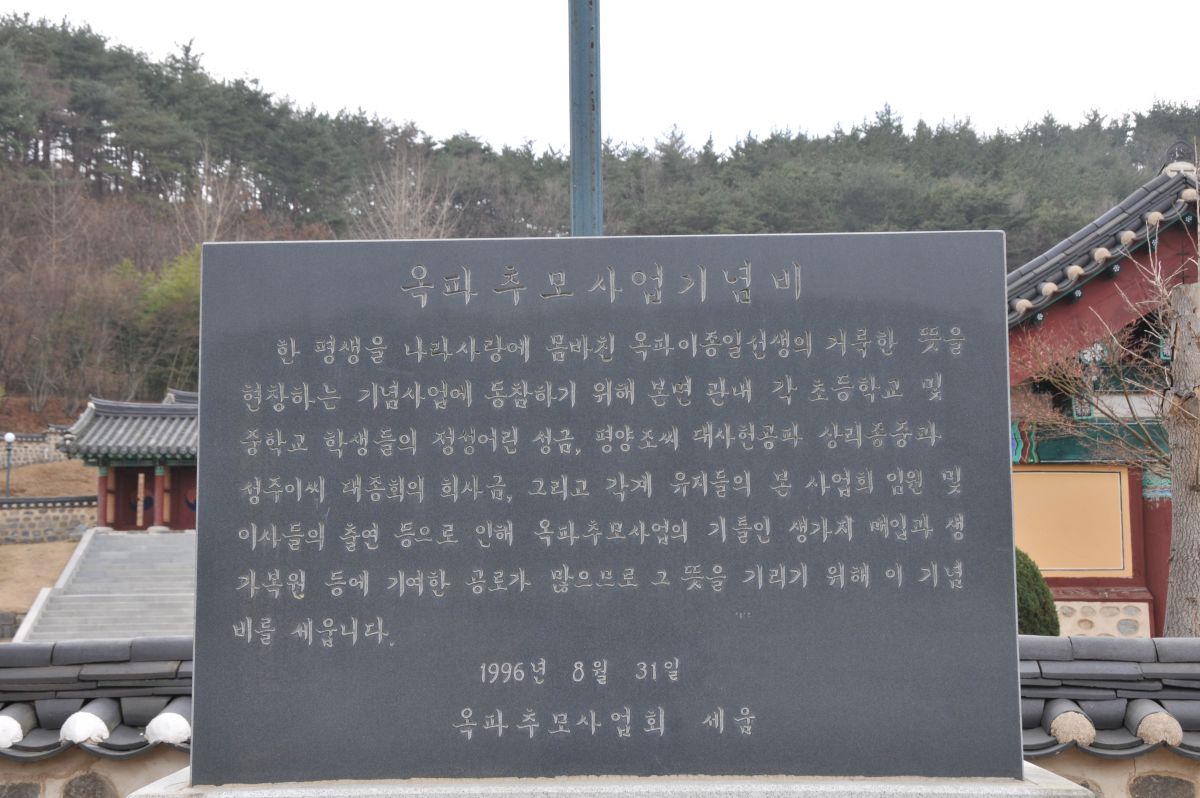 옥파추모사업기념비
한 평생을 나라사랑에 몸바친 옥파이종일선생의 거룩한 뜻을
현창하는 기념사업에 동참하기 위해 본면 관내 각 초등학교 및
중학교 학생들의 정성어린 성금, 평양조씨 대사헌공파 상리종중과
성주이씨 대종회의 희사금, 그리고 각계 유지들의 본 사업회 임원 및
이사들의 출연 등으로 인해 옥파추모사업의 기틀인 생가지 매입과 생
가복원 등에 기여한 공로가 많으므로 그 뜻을 기리기 위해 이 기념
비를 세웁니다.
1996년 8월 31일
옥파추모사업회 세움